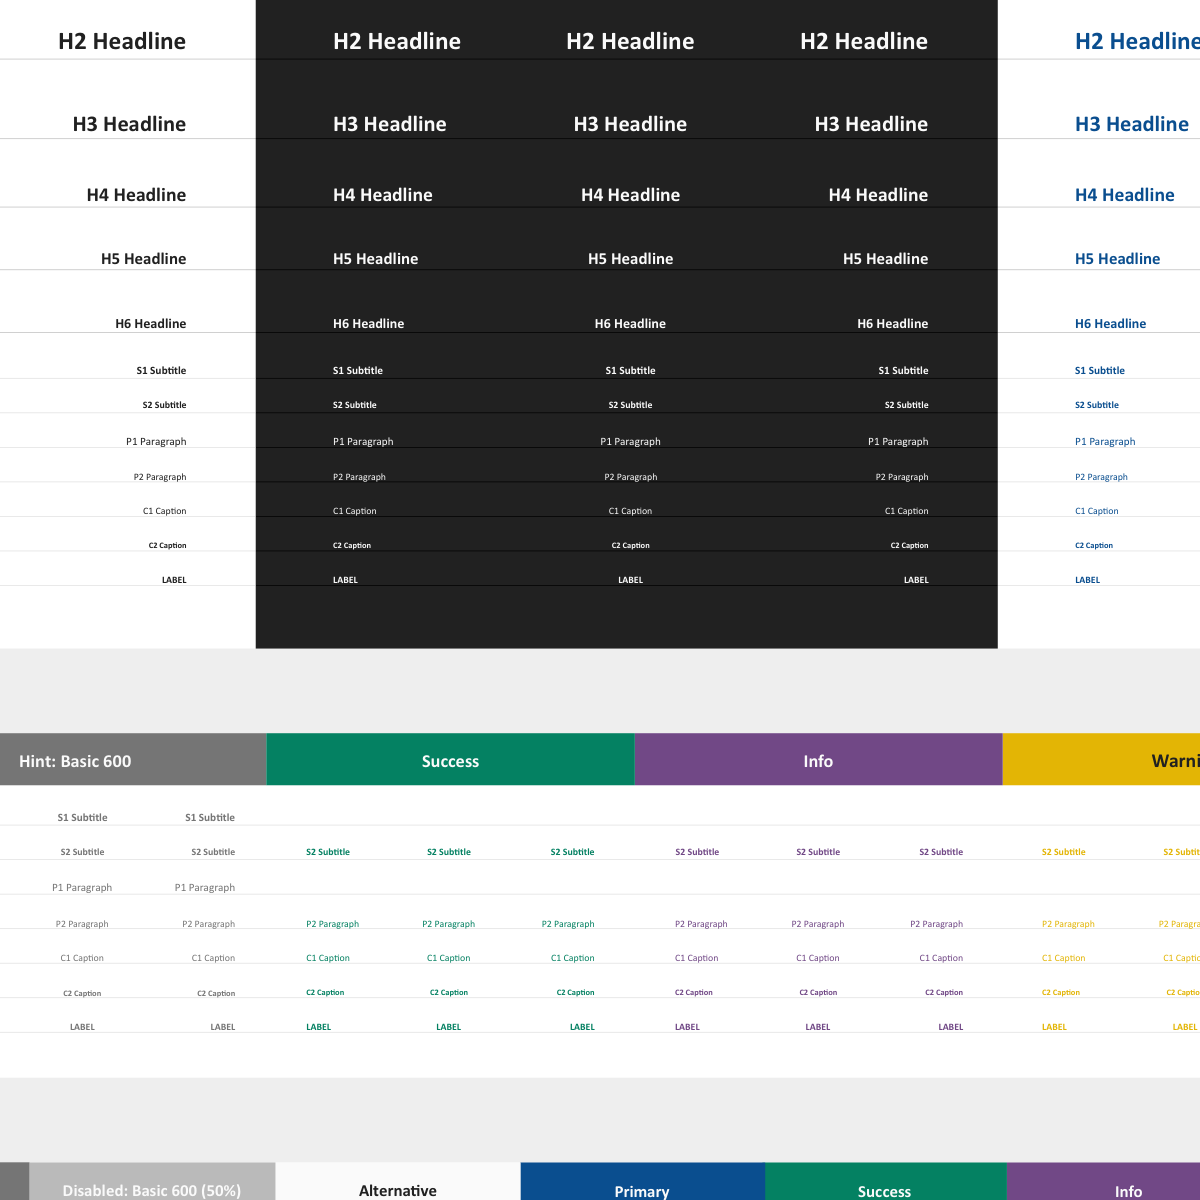 H2 Headline H2 Headline H2 Headline H2 Headline H2 Headline
H3 Headline H3 Headline H3 Headline H3 Headline H3 Headline
H4 Headline H4 Headline H4 Headline H4 Headline H4 Headline
H5 Headline H5 Headline H5 Headline H5 Headline H5 Headline
H6 Headline H6 Headline H6 Headline H6 Headline H6 Headline
S1 Subtitle S1 Subtitle S1 Subtitle S1 Subtitle S1 Subtitle
S2 Subtitle S2 Subtitle S2 Subtitle S2 Subtitle S2 Subtitle
P1 Paragraph P1 Paragraph P1 Paragraph P1 Paragraph P1 Paragraph
P2 Paragraph P2 Paragraph P2 Paragraph P2 Paragraph P2 Paragraph
C1 Caption C1 Caption C1 Caption C1 Caption C1 Caption
C2 Caption C2 Caption C2 Caption C2 Caption C2 Caption
LABEL LABEL LABEL LABEL LABEL
Hint: Basic 600 Success Info Warni
S1 Subtitle S1 Subtitle
S2 Subtitle S2 Subtitle S2 Subtitle S2 Subtitle S2 Subtitle S2 Subtitle S2 Subtitle S2 Subtitle S2 Subtitle S2 Subtit
P1 Paragraph P1 Paragraph
P2 Paragraph P2 Paragraph P2 Paragraph P2 Paragraph P2 Paragraph P2 Paragraph P2 Paragraph P2 Paragraph P2 Paragraph P2 Paragra
C1 Caption C1 Caption C1 Caption C1 Caption C1 Caption C1 Caption C1 Caption C1 Caption C1 Caption C1 Captio
C2 Caption C2 Caption C2 Caption C2 Caption C2 Caption C2 Caption C2 Caption C2 Caption C2 Caption C2 Captio
LABEL LABEL LABEL LABEL LABEL LABEL LABEL LABEL LABEL LABEL
Disabled: Basic 600 (50%) Alternative Primary Success Info